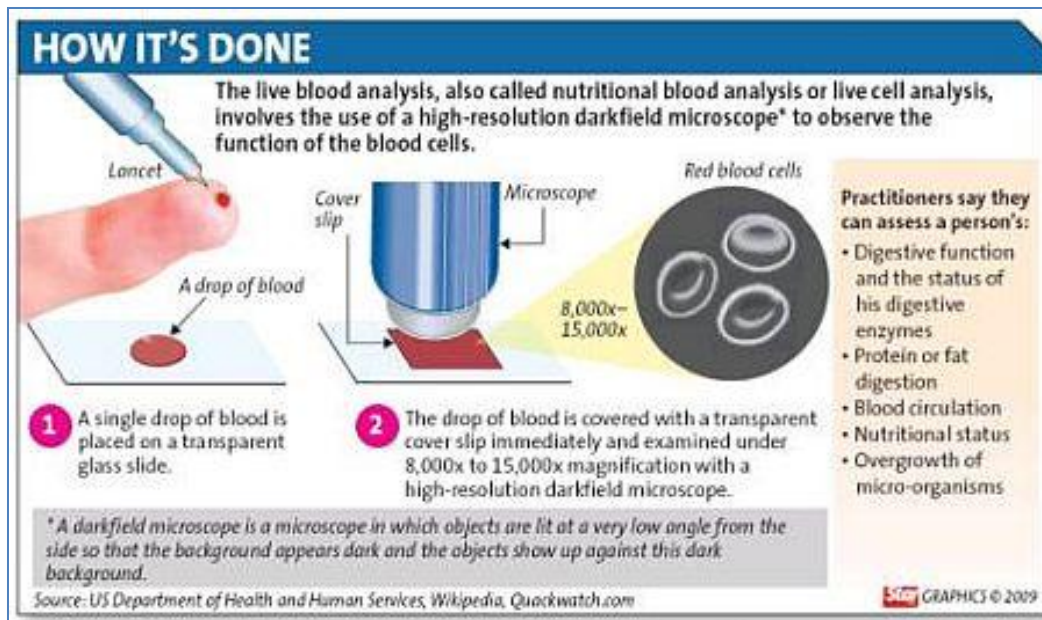 HOW IT'S DONE
The live blood analysis, also called nutritional blood analysis or live cell analysis,
involves the use of a high-resolution darkfield microscope* to observe the
function of the blood cells.
Lancet
A drop of blood
Cover
slip
Microscope
8,000x–
15,000x
Red blood cells
1
A single drop of blood is
placed on a transparent
glass slide.
2
The drop of blood is covered with a transparent
cover slip immediately and examined under
8,000x to 15,000x magnification with a
high-resolution darkfield microscope.
Practitioners say they
can assess a person's:
• Digestive function
and the status of
his digestive
enzymes
• Protein or fat
digestion
• Blood circulation
• Nutritional status
• Overgrowth of
micro-organisms
* A darkfield microscope is a microscope in which objects are lit at a very low angle from the
side so that the background appears dark and the objects show up against this dark
background.
Source: US Department of Health and Human Services, Wikipedia, Quackwatch.com
Star GRAPHICS © 2009